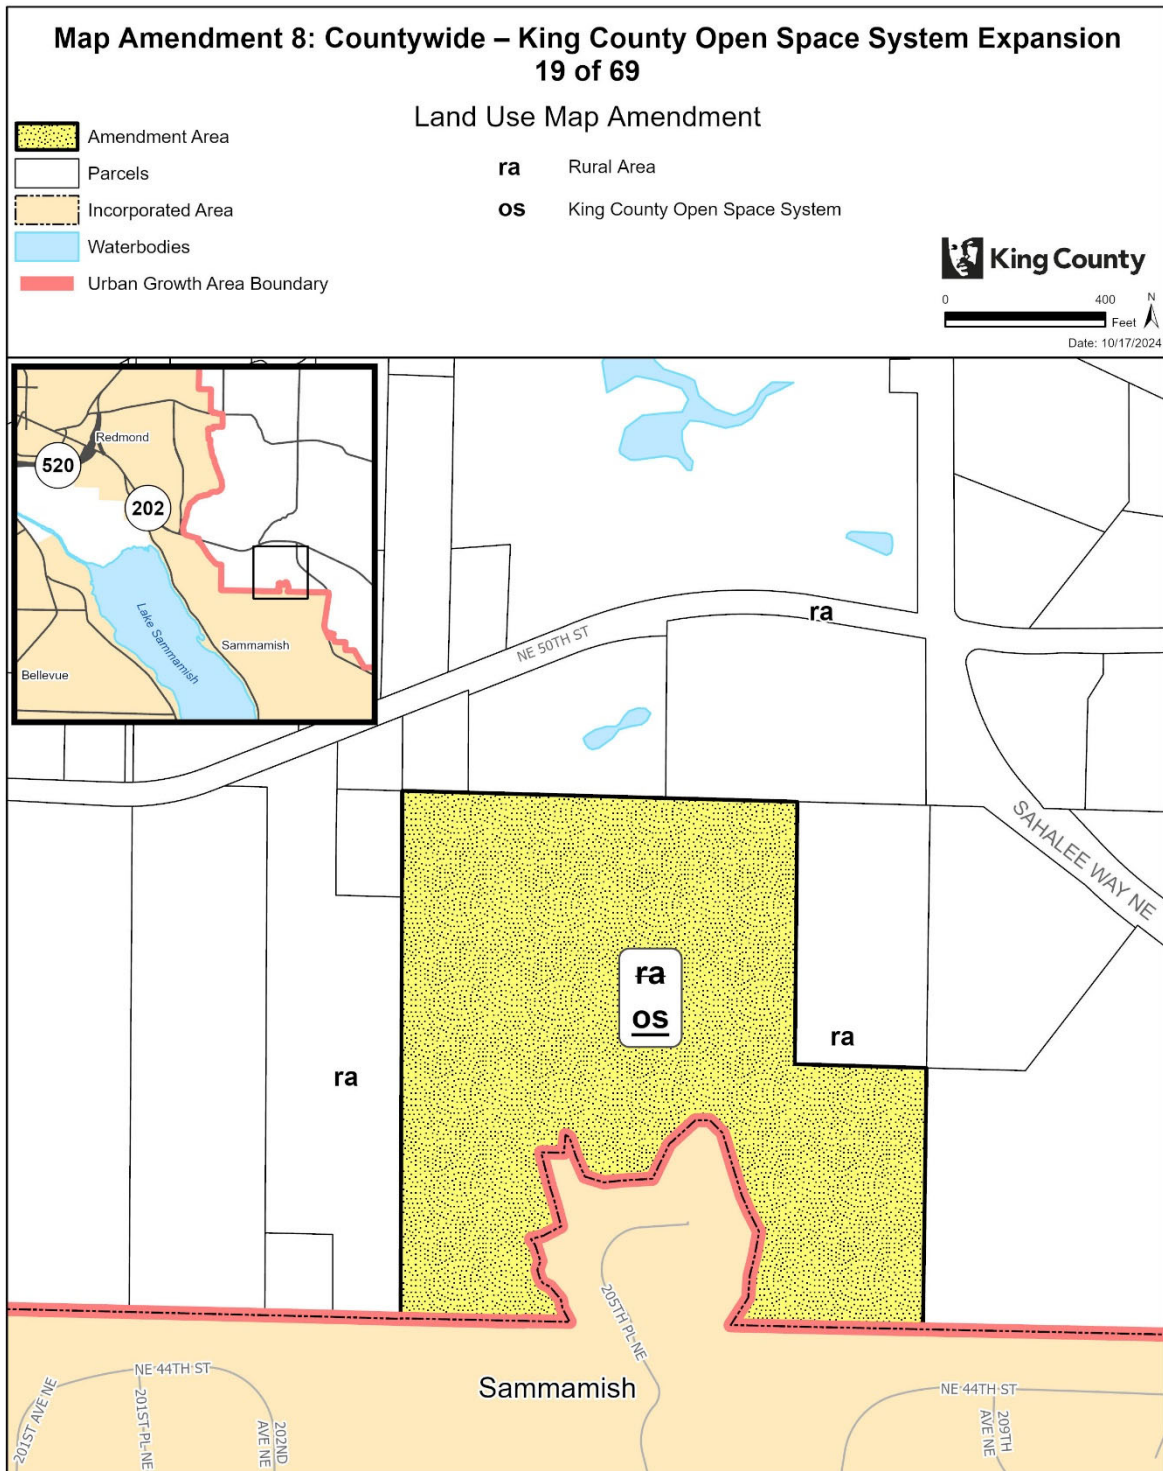 Map Amendment 8: Countywide – King County Open Space System Expansion
19 of 69
Land Use Map Amendment
Amendment Area
Parcels
Incorporated Area
Waterbodies
Urban Growth Area Boundary
ra Rural Area
os King County Open Space System
King County
0 400
Feet
N
Date: 10/17/2024
Redmond
520
202
Lake Sammamish
Sammamish
Bellevue
NE 50TH ST
ra
SAHALEE WAY NE
ra
os
ra
ra
205TH PL NE
Sammamish
NE 44TH ST
201ST AVE NE
201ST PL NE
202ND
AVE NE
NE 44TH ST
209TH
AVE NE